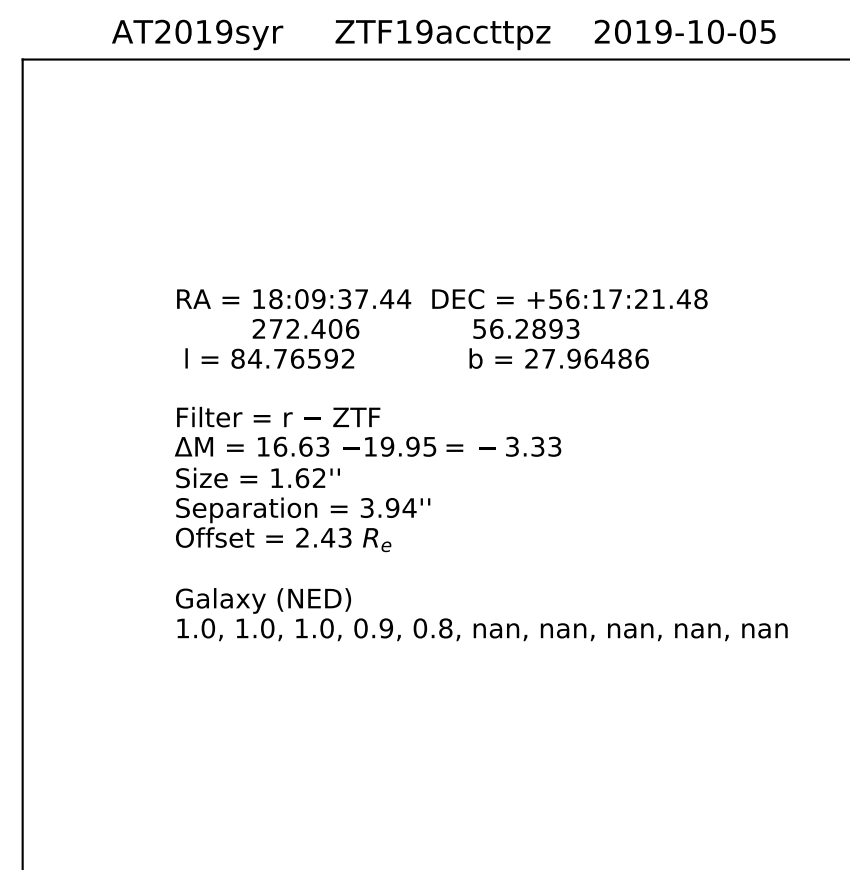 AT2019syr ZTF19accttpz 2019-10-05
RA = 18:09:37.44 DEC = +56:17:21.48
272.406 56.2893
l = 84.76592 b = 27.96486
Filter = r − ZTF
ΔM = 16.63 −19.95 = − 3.33
Size = 1.62''
Separation = 3.94''
Offset = 2.43 Rₑ
Galaxy (NED)
1.0, 1.0, 1.0, 0.9, 0.8, nan, nan, nan, nan, nan